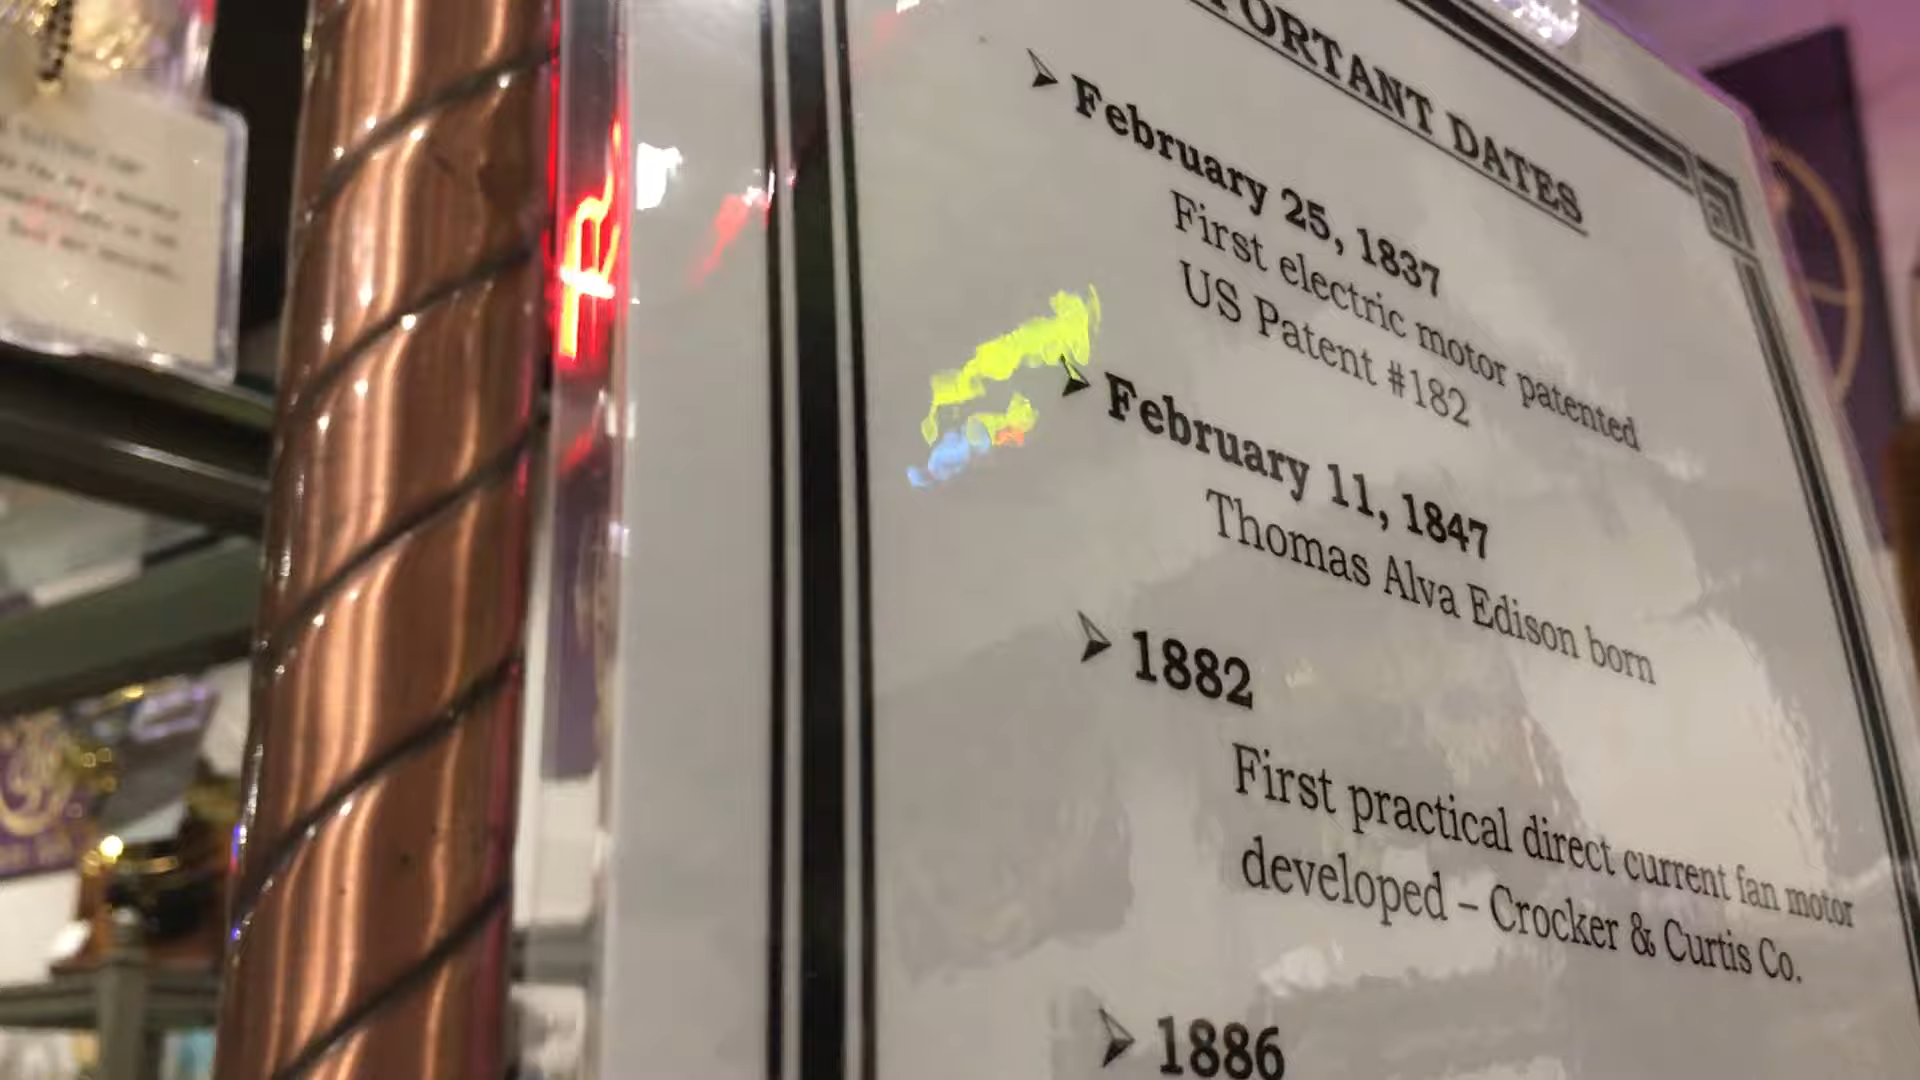 PORTANT DATES
February 25, 1837
First electric motor patented
US Patent #182
February 11, 1847
Thomas Alva Edison born
1882
First practical direct current fan motor
developed – Crocker & Curtis Co.
1886